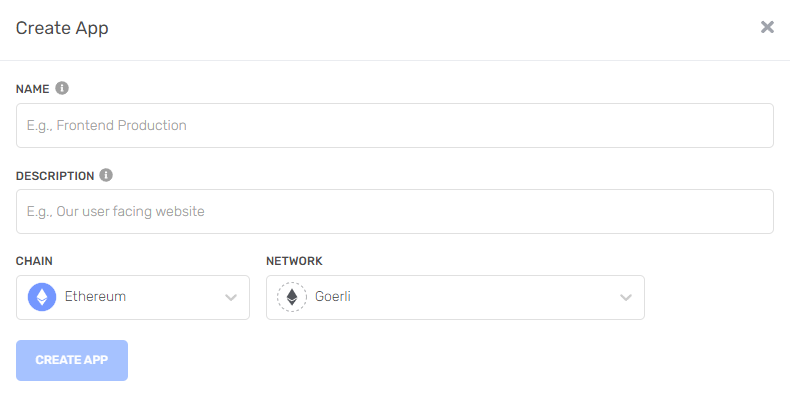 Create App
NAME
E.g., Frontend Production
DESCRIPTION
E.g., Our user facing website
CHAIN NETWORK
Ethereum Goerli
CREATE APP